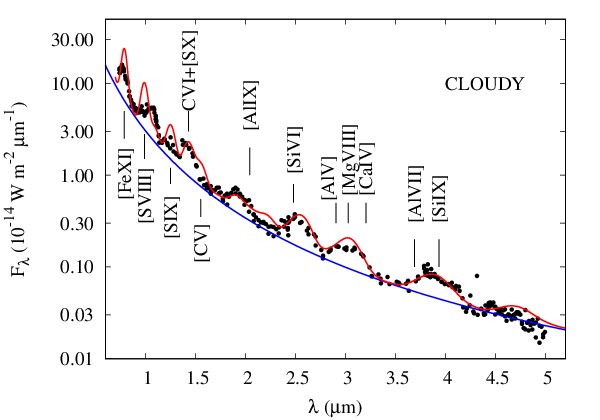 CLOUDY
F_λ (10^-14 W m^-2 μm^-1)
30.00
10.00
3.00
1.00
0.30
0.10
0.03
0.01
[FeXI]
[SVIII]
[SIX]
CVI+[SX]
[CV]
[AlIX]
[SiVI]
[AlV]
[MgVIII]
[CaIV]
[AlVII]
[SiIX]
1
1.5
2
2.5
3
3.5
4
4.5
5
λ (μm)